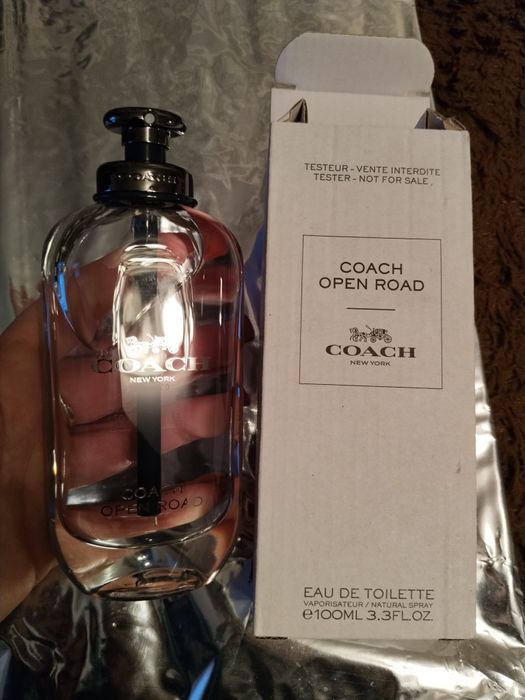 COACH
COACH
NEW YORK
COACH
OPEN ROAD
TESTEUR - VENTE INTERDITE
TESTER - NOT FOR SALE
COACH
OPEN ROAD
COACH
NEW YORK
EAU DE TOILETTE
VAPORISATEUR / NATURAL SPRAY
℮100ML 3.3FL.OZ.